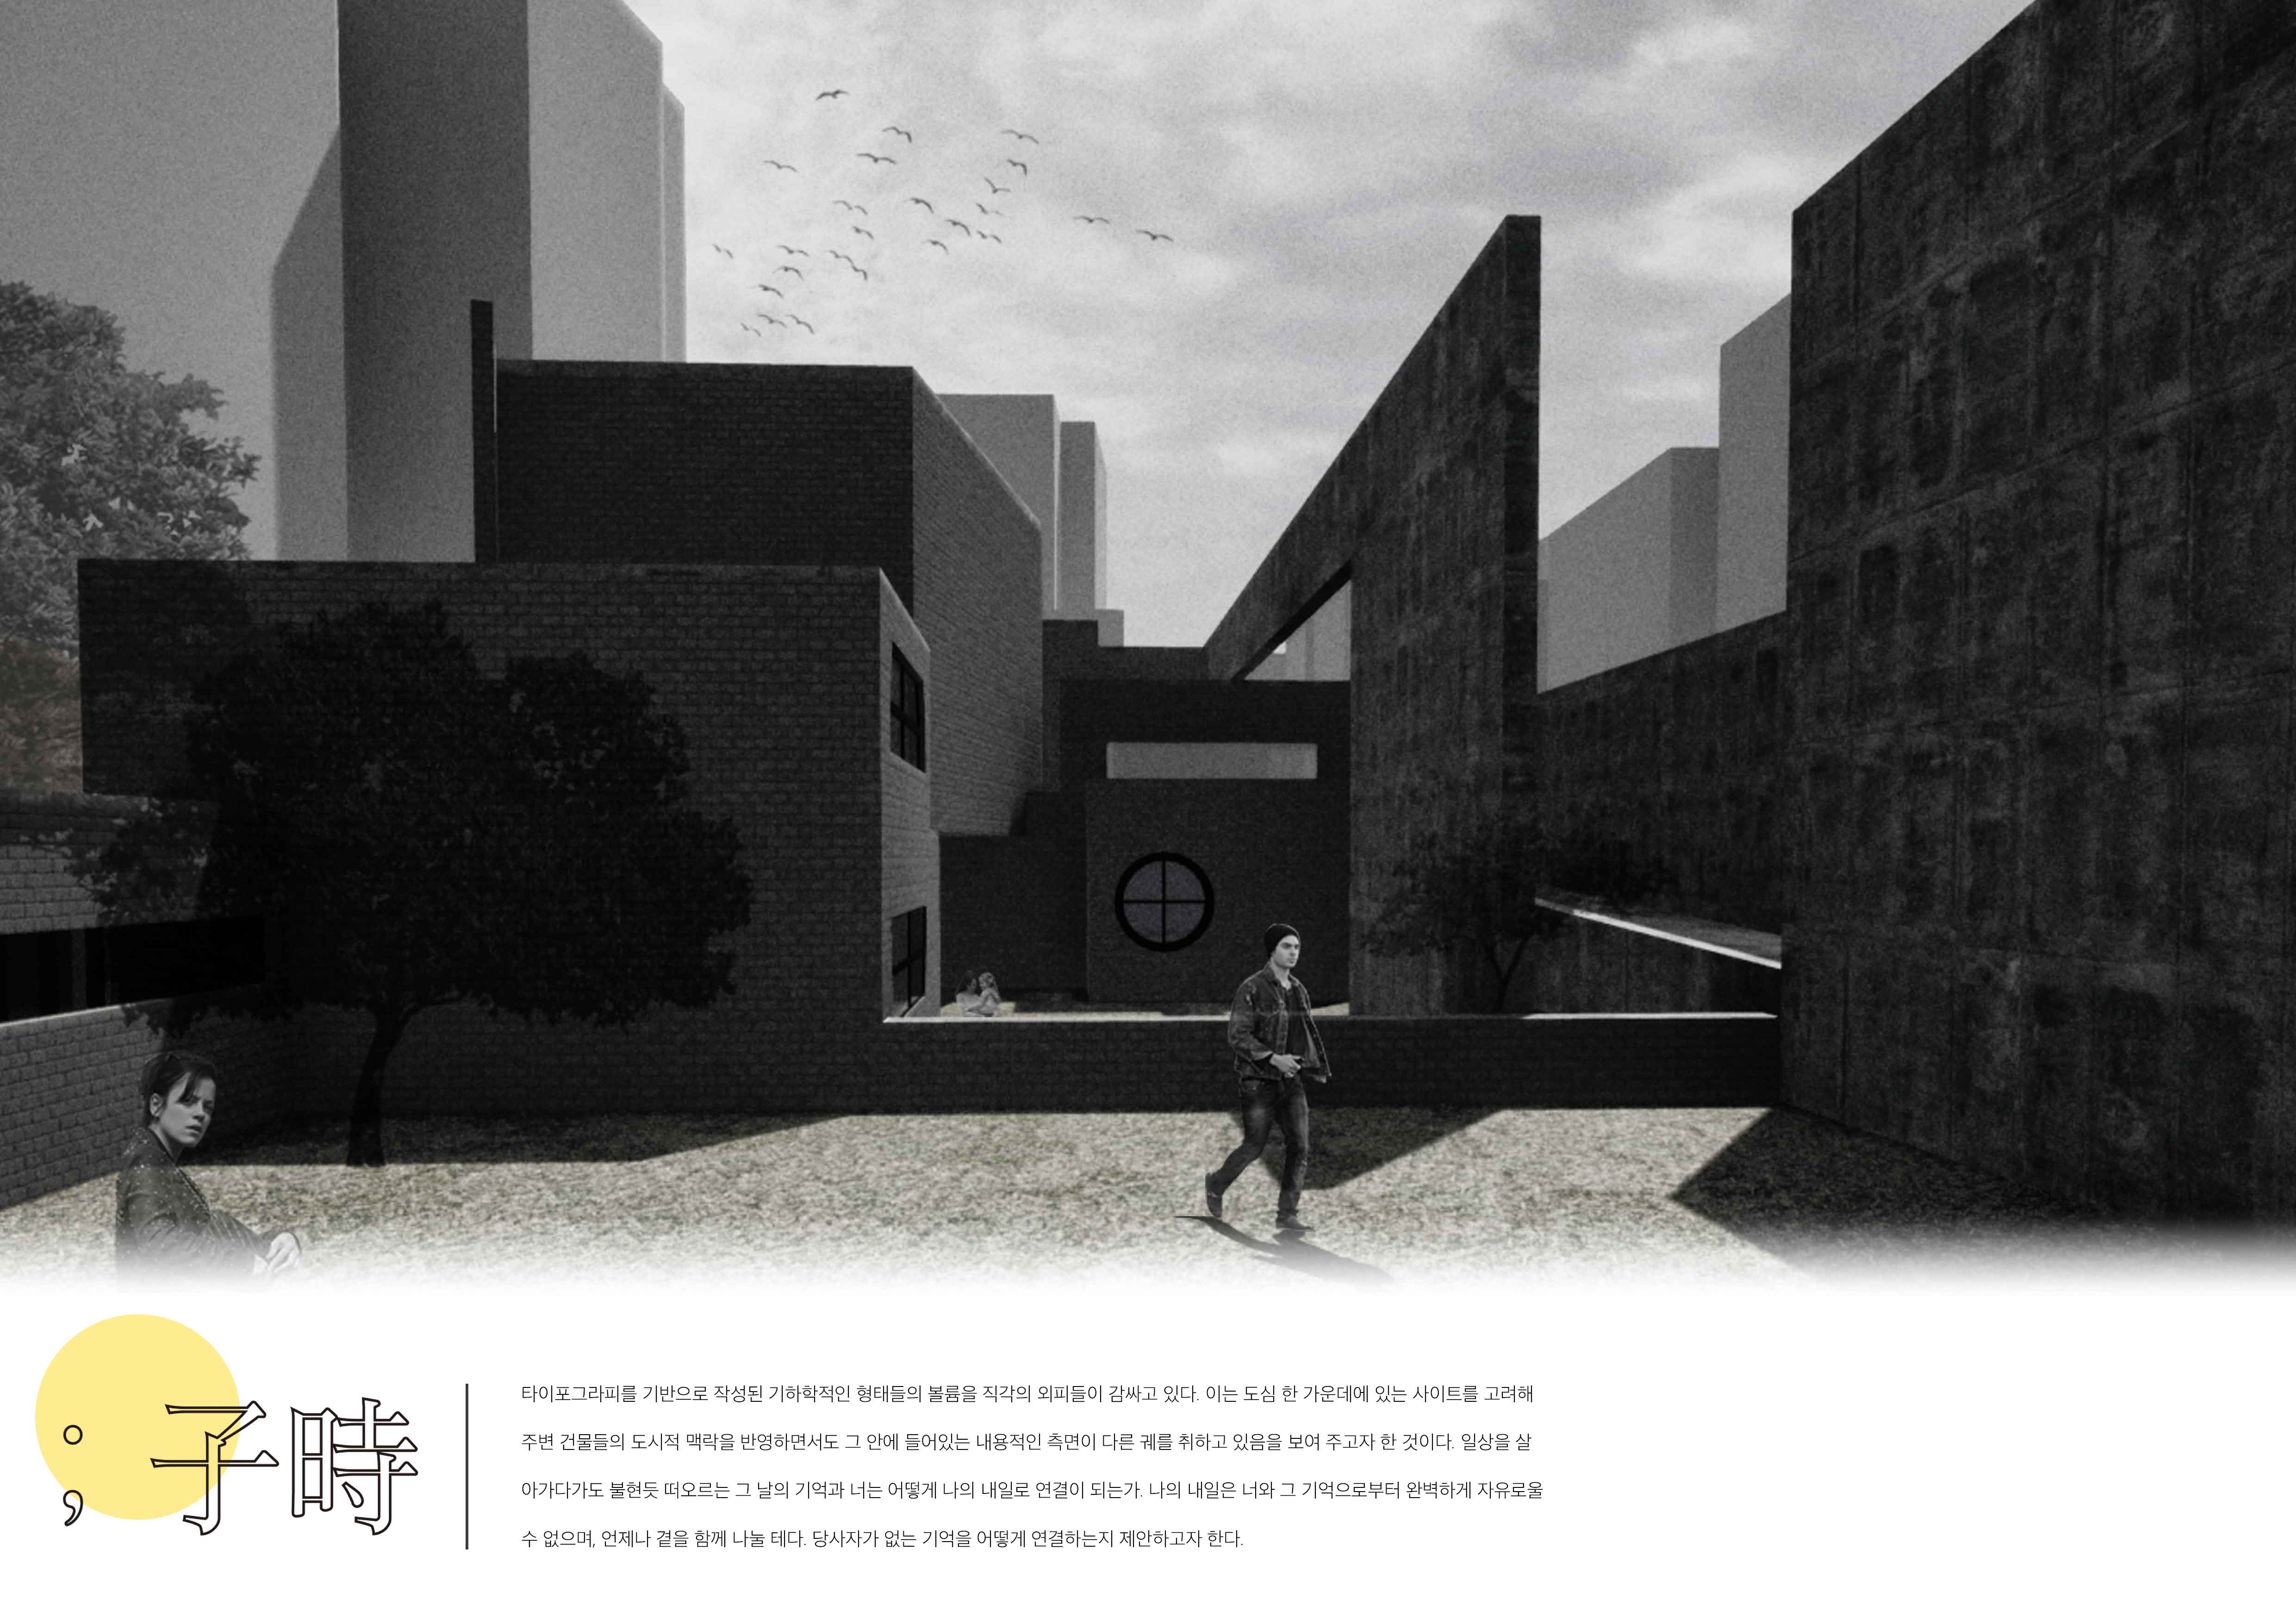 ; 子時
타이포그라피를 기반으로 작성된 기하학적인 형태들의 볼륨을 직각의 외피들이 감싸고 있다. 이는 도심 한 가운데에 있는 사이트를 고려해
주변 건물들의 도시적 맥락을 반영하면서도 그 안에 들어있는 내용적인 측면이 다른 궤를 취하고 있음을 보여 주고자 한 것이다. 일상을 살
아가다가도 불현듯 떠오르는 그 날의 기억과 너는 어떻게 나의 내일로 연결이 되는가. 나의 내일은 너와 그 기억으로부터 완벽하게 자유로울
수 없으며, 언제나 곁을 함께 나눌 테다. 당사자가 없는 기억을 어떻게 연결하는지 제안하고자 한다.